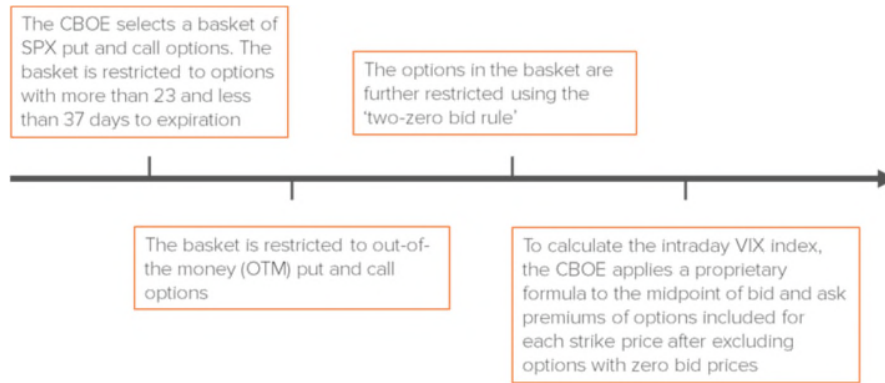 The CBOE selects a basket of
SPX put and call options. The
basket is restricted to options
with more than 23 and less
than 37 days to expiration
The basket is restricted to out-of-
the money (OTM) put and call
options
The options in the basket are
further restricted using the
'two-zero bid rule'
To calculate the intraday VIX index,
the CBOE applies a proprietary
formula to the midpoint of bid and ask
premiums of options included for
each strike price after excluding
options with zero bid prices